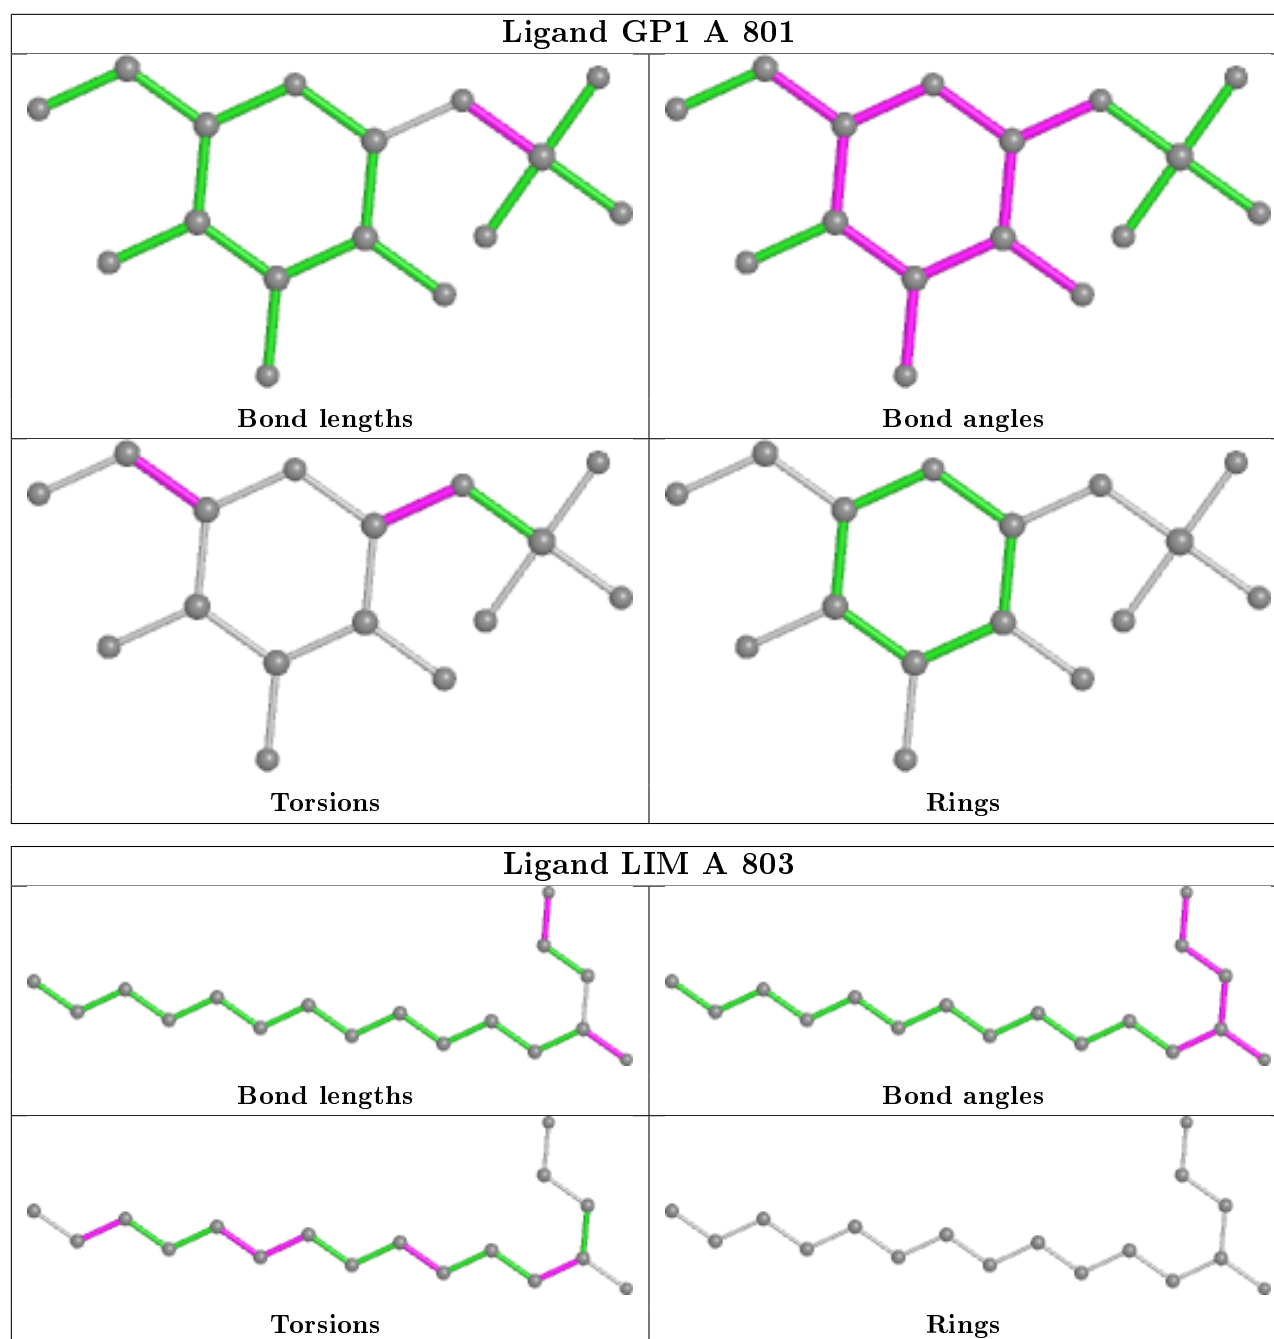 Ligand GP1 A 801
Bond lengths
Bond angles
Torsions
Rings
Ligand LIM A 803
Bond lengths
Bond angles
Torsions
Rings